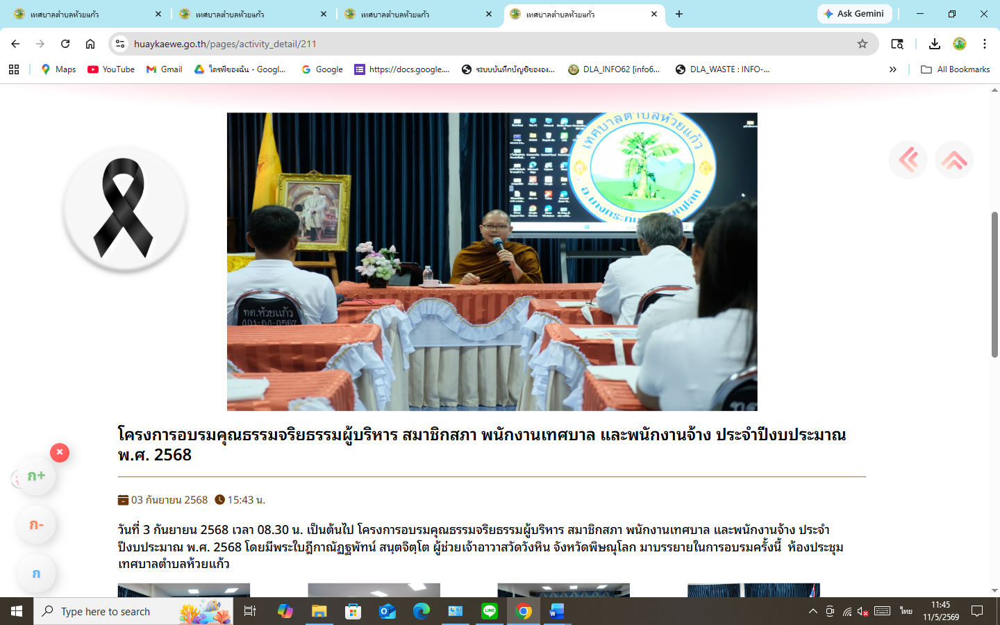 เทศบาลตำบลห้วยแก้ว
เทศบาลตำบลห้วยแก้ว
เทศบาลตำบลห้วยแก้ว
เทศบาลตำบลห้วยแก้ว
Ask Gemini
huaykaewe.go.th/pages/activity_detail/211
Maps
YouTube
Gmail
ไดรฟ์ของฉัน - Googl...
Google
https://docs.google....
ระบบบันทึกบัญชีขององ...
DLA_INFO62 [info6...
DLA_WASTE : INFO-...
All Bookmarks
เทศบาลตำบลห้วยแก้ว
ทต.ห้วยแก้ว
401-54-0567
โครงการอบรมคุณธรรมจริยธรรมผู้บริหาร สมาชิกสภา พนักงานเทศบาล และพนักงานจ้าง ประจำปีงบประมาณ
พ.ศ. 2568
03 กันยายน 2568 15:43 น.
วันที่ 3 กันยายน 2568 เวลา 08.30 น. เป็นต้นไป โครงการอบรมคุณธรรมจริยธรรมผู้บริหาร สมาชิกสภา พนักงานเทศบาล และพนักงานจ้าง ประจำ
ปีงบประมาณ พ.ศ. 2568 โดยมีพระใบฎีกาณัฏฐพัทน์ สนฺตจิตฺโต ผู้ช่วยเจ้าอาวาสวัดวังหิน จังหวัดพิษณุโลก มาบรรยายในการอบรมครั้งนี้ ห้องประชุม
เทศบาลตำบลห้วยแก้ว
ก+
ก-
ก
Type here to search
ไทย
11:45
11/5/2569